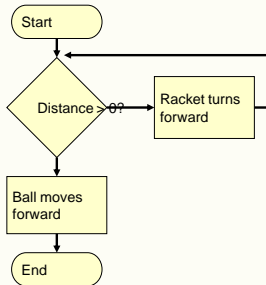 Start
Distance > 0?
Racket turns
forward
Ball moves
forward
End